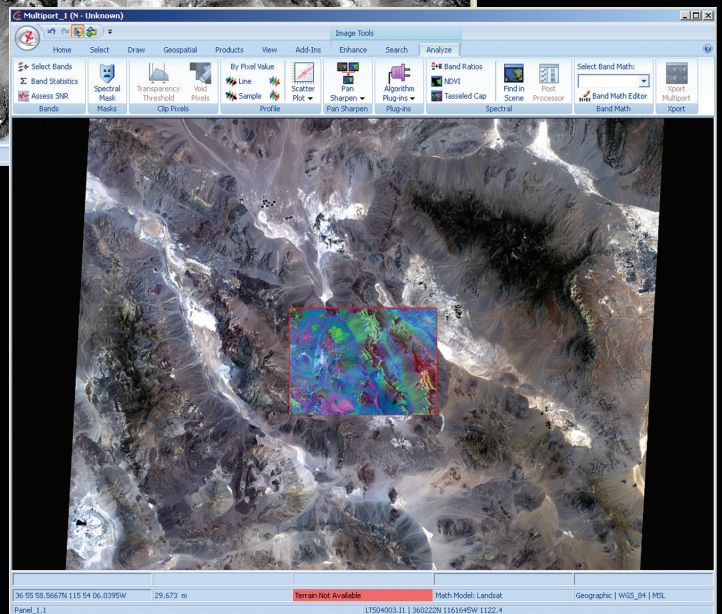 Multiport_1 (N - Unknown)
Image Tools
Home Select Draw Geospatial Products View Add-Ins Enhance Search Analyze
Select Bands
Σ Band Statistics
Assess SNR
Bands
Spectral Mask
Masks
Transparency Threshold
Void Pixels
Clip Pixels
By Pixel Value
Line
Sample
Profile
Scatter Plot
Pan Sharpen
Pan Sharpen
Algorithm Plug-ins
Plug-ins
Band Ratios
NDVI
Tasseled Cap
Find in Scene
Post Processor
Spectral
Select Band Math:
Band Math Editor
Band Math
Xport Multiport
Xport
36 55 58.5667N 115 54 06.0395W 29.673 m Terrain Not Available Math Model: Landsat Geographic | WGS_84 | MSL
Panel_1.1 LT504003.I1 | 360222N 1161645W 1122.4